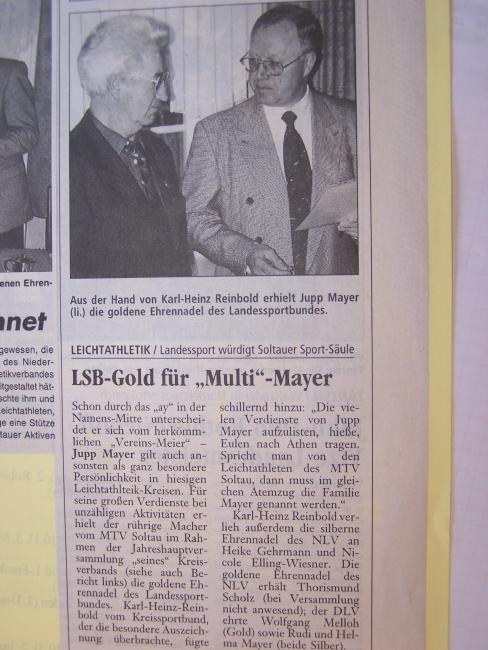 enen Ehren-
nnet
gewesen, die
des Nieder-
etikverbandes
itgestaltet hät-
schte ihm und
eichtathleten,
ge eine Stütze
tauer Aktiven
Aus der Hand von Karl-Heinz Reinbold erhielt Jupp Mayer
(li.) die goldene Ehrennadel des Landessportbundes.
LEICHTATHLETIK / Landessport würdigt Soltauer Sport-Säule
LSB-Gold für „Multi“-Mayer
Schon durch das „ay“ in der
Namens-Mitte unterschei-
det er sich vom herkömm-
lichen „Vereins-Meier“ –
Jupp Mayer gilt auch an-
sonsten als ganz besondere
Persönlichkeit in hiesigen
Leichtathleik-Kreisen. Für
seine großen Verdienste bei
unzähligen Aktivitäten er-
hielt der rührige Macher
vom MTV Soltau im Rah-
men der Jahreshauptver-
sammlung „seines“ Kreis-
verbands (siehe auch Be-
richt links) die goldene Eh-
rennadel des Landessport-
bundes. Karl-Heinz-Rein-
bold vom Kreissportbund,
der die besondere Auszeich-
nung überbrachte, fügte
schillernd hinzu: „Die vie-
len Verdienste von Jupp
Mayer aufzulisten, hieße,
Eulen nach Athen tragen.
Spricht man von den
Leichtathleten des MTV
Soltau, dann muss im glei-
chen Atemzug die Familie
Mayer genannt werden.“
Karl-Heinz Reinbold ver-
lieh außerdem die silberne
Ehrennadel des NLV an
Heike Gehrmann und Ni-
cole Elling-Wiesner. Die
goldene Ehrennadel des
NLV erhält Thorismund
Scholz (bei Versammlung
nicht anwesend); der DLV
ehrte Wolfgang Melloh
(Gold) sowie Rudi und Hel-
ma Mayer (beide Silber).